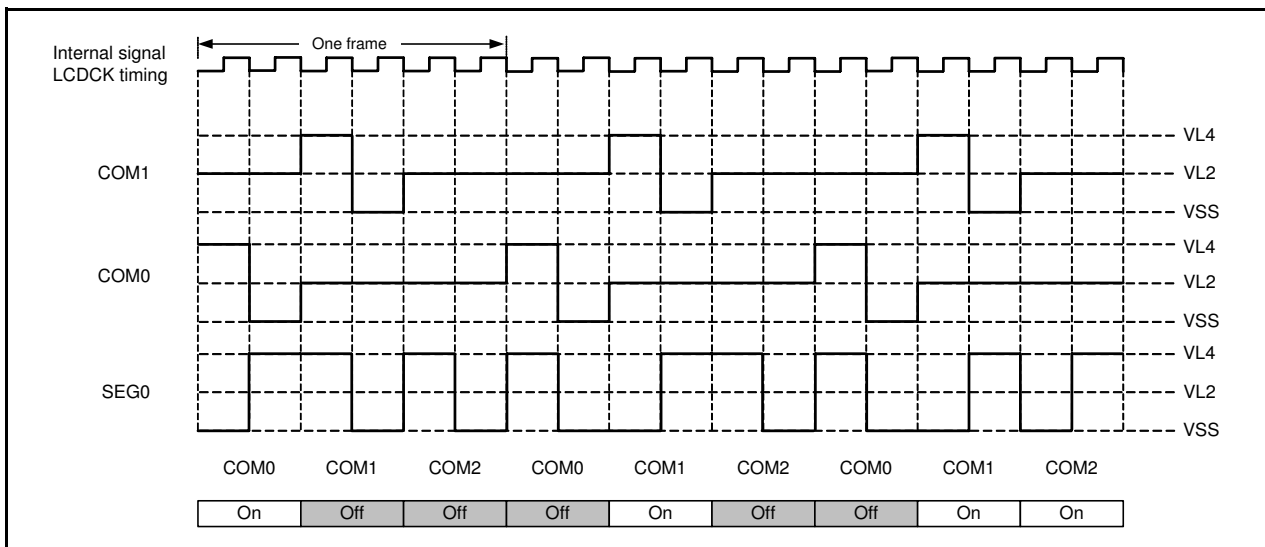 One frame
Internal signal
LCDCK timing
VL4
COM1
VL2
VSS
VL4
COM0
VL2
VSS
VL4
SEG0
VL2
VSS
COM0 COM1 COM2 COM0 COM1 COM2 COM0 COM1 COM2
On Off Off Off On Off Off On On